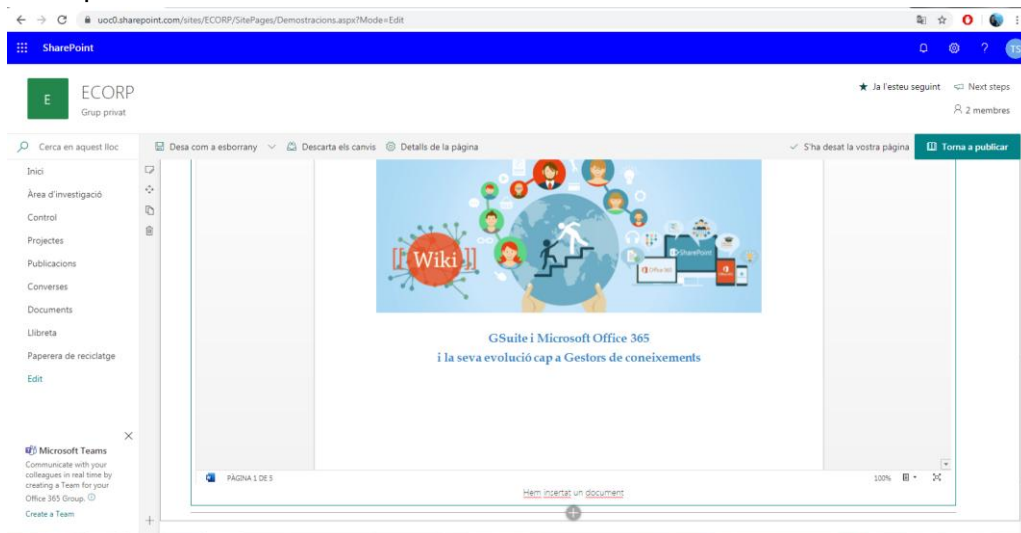 uoc0.sharepoint.com/sites/ECORP/SitePages/Demostracions.aspx?Mode=Edit
SharePoint
TS
E
ECORP
Grup privat
Ja l'esteu seguint
Next steps
2 membres
Cerca en aquest lloc
Desa com a esborrany
Descarta els canvis
Detalls de la pàgina
S'ha desat la vostra pàgina
Torna a publicar
Inici
Àrea d'investigació
Control
Projectes
Publicacions
Converses
Documents
Llibreta
Paperera de reciclatge
Edit
[[ Wiki ]]
SharePoint
Office 365
GSuite i Microsoft Office 365
i la seva evolució cap a Gestors de coneixements
Microsoft Teams
Communicate with your
colleagues in real time by
creating a Team for your
Office 365 Group.
Create a Team
PÀGINA 1 DE 5
100%
Hem insertat un document